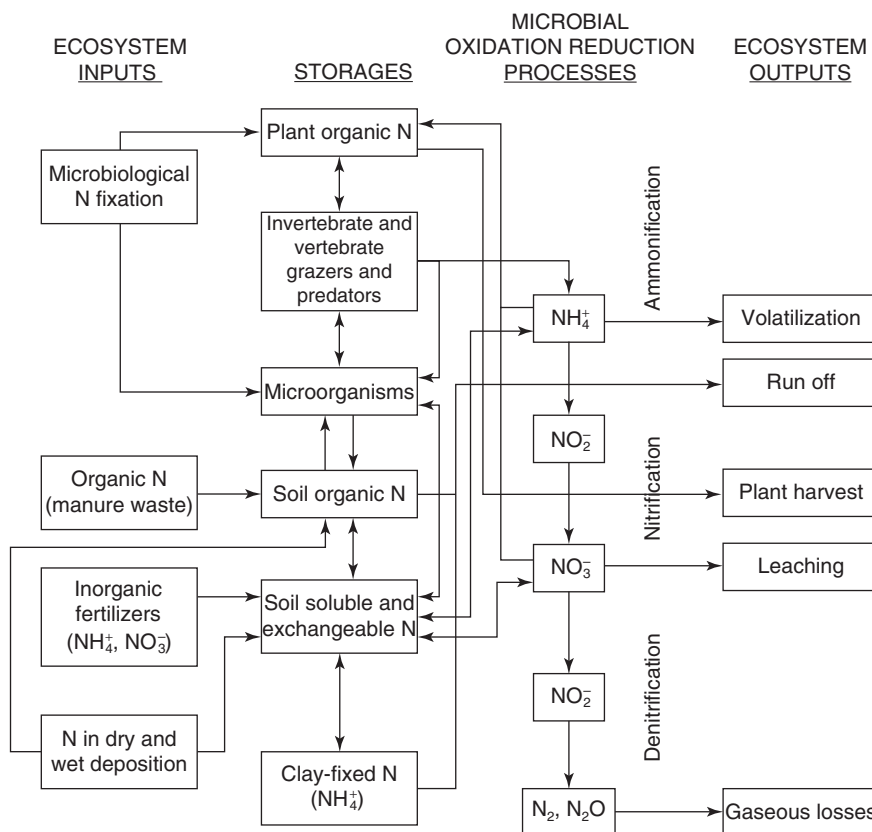 ECOSYSTEM
INPUTS
STORAGES
MICROBIAL
OXIDATION REDUCTION
PROCESSES
ECOSYSTEM
OUTPUTS
Plant organic N
Microbiological
N fixation
Invertebrate and
vertebrate
grazers and
predators
Ammonification
NH₄⁺
Volatilization
Microorganisms
Run off
NO₂⁻
Organic N
(manure waste)
Soil organic N
Nitrification
Plant harvest
NO₃⁻
Leaching
Inorganic
fertilizers
(NH₄⁺, NO₃⁻)
Soil soluble and
exchangeable N
NO₂⁻
Denitrification
N in dry and
wet deposition
Clay-fixed N
(NH₄⁺)
N₂, N₂O
Gaseous losses